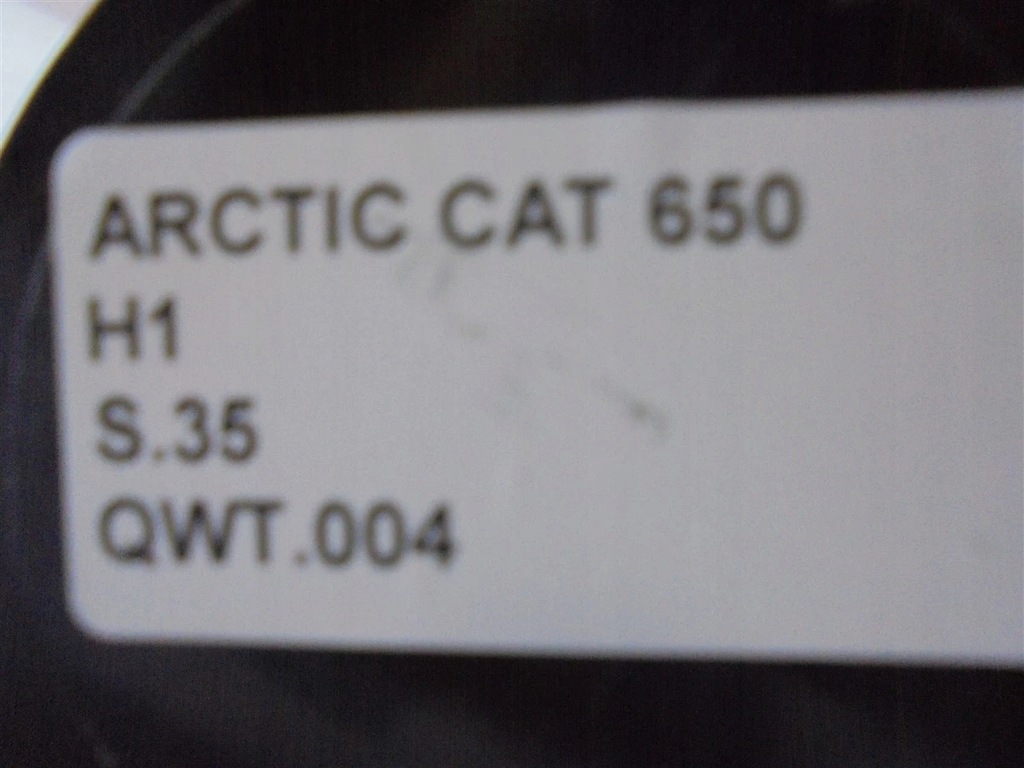 ARCTIC CAT 650
H1
S.35
QWT.004